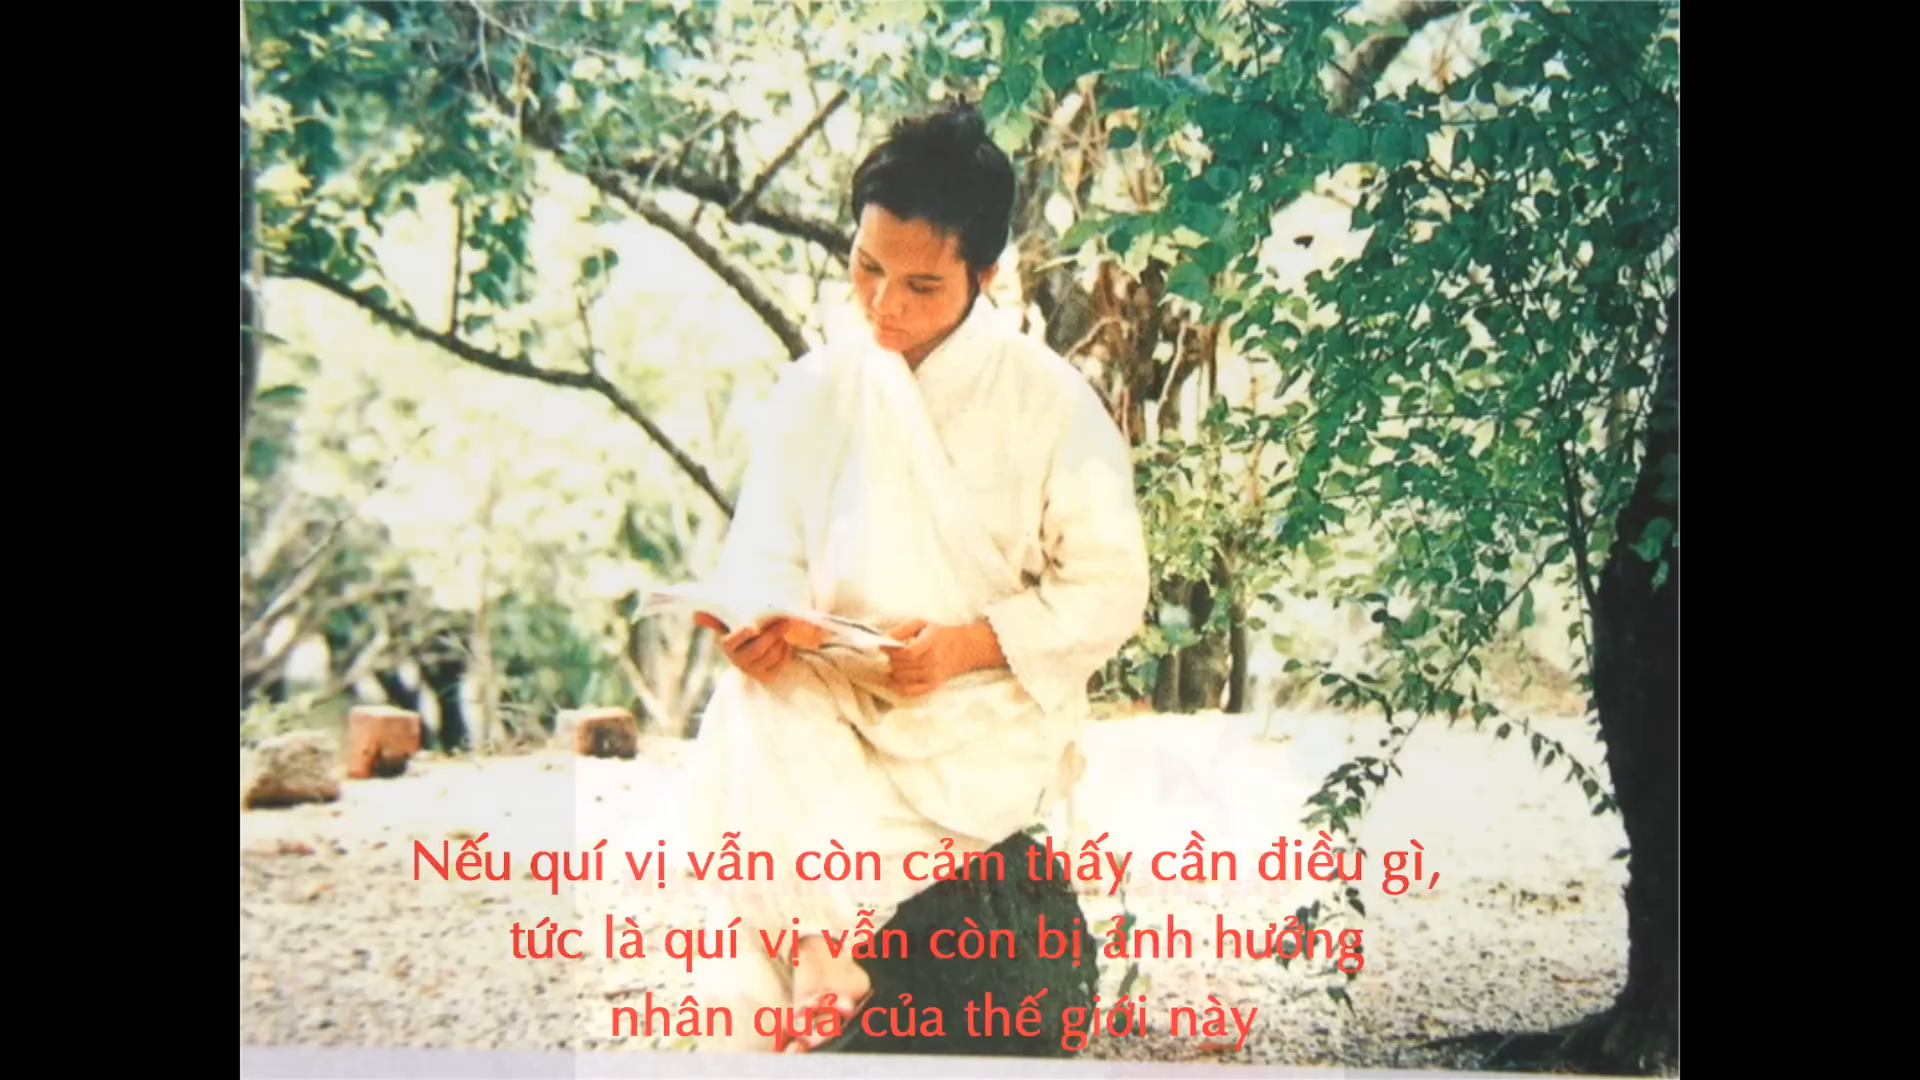 Nếu quí vị vẫn còn cảm thấy cần điều gì,
tức là quí vị vẫn còn bị ảnh hưởng
nhân quả của thế giới này